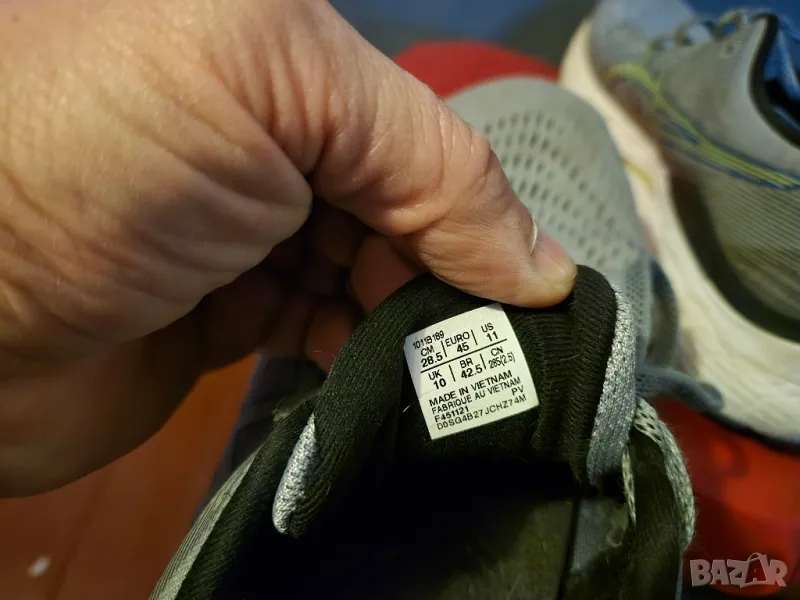 1011B189
CM EURO US
28.5 45 11
UK BR CN
10 42.5 285(2.5)
MADE IN VIETNAM
FABRIQUE AU VIETNAM
F451121 PV
D0SG4B27JCHZ74M
BAZAR